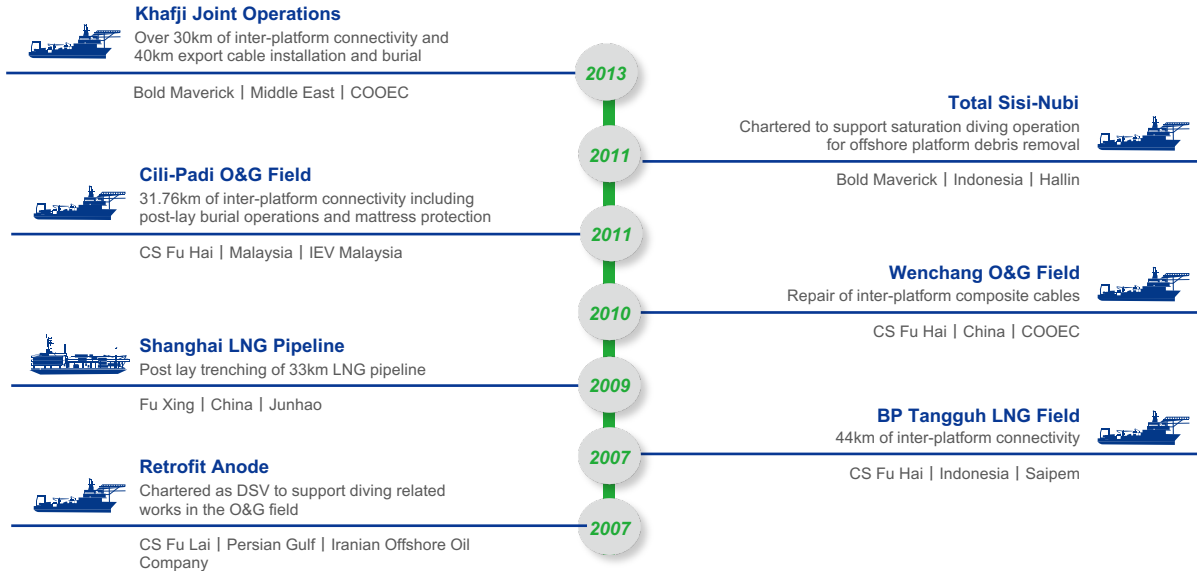 Khafji Joint Operations
Over 30km of inter-platform connectivity and
40km export cable installation and burial
Bold Maverick | Middle East | COOEC
2013
Total Sisi-Nubi
Chartered to support saturation diving operation
for offshore platform debris removal
Bold Maverick | Indonesia | Hallin
2011
Cili-Padi O&G Field
31.76km of inter-platform connectivity including
post-lay burial operations and mattress protection
CS Fu Hai | Malaysia | IEV Malaysia
2011
Wenchang O&G Field
Repair of inter-platform composite cables
CS Fu Hai | China | COOEC
2010
Shanghai LNG Pipeline
Post lay trenching of 33km LNG pipeline
Fu Xing | China | Junhao
2009
BP Tangguh LNG Field
44km of inter-platform connectivity
CS Fu Hai | Indonesia | Saipem
2007
Retrofit Anode
Chartered as DSV to support diving related
works in the O&G field
CS Fu Lai | Persian Gulf | Iranian Offshore Oil
Company
2007